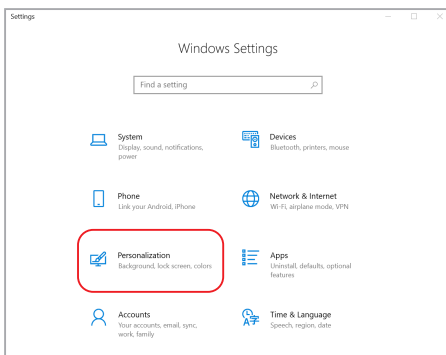 Settings
Windows Settings
Find a setting
System
Display, sound, notifications,
power
Devices
Bluetooth, printers, mouse
Phone
Link your Android, iPhone
Network & Internet
Wi-Fi, airplane mode, VPN
Personalization
Background, lock screen, colors
Apps
Uninstall, defaults, optional
features
Accounts
Your accounts, email, sync,
work, family
Time & Language
Speech, region, date